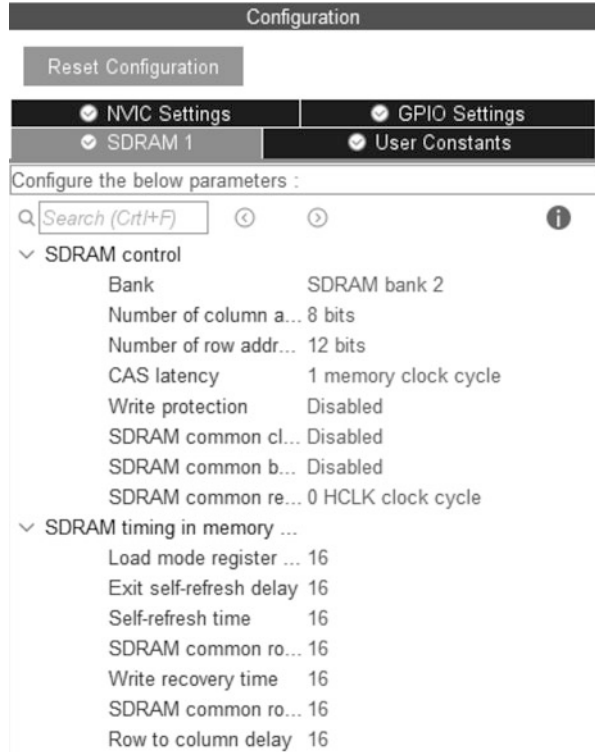 Configuration
Reset Configuration
NVIC Settings GPIO Settings
SDRAM 1 User Constants
Configure the below parameters :
Search (Crtl+F)
SDRAM control
Bank SDRAM bank 2
Number of column a... 8 bits
Number of row addr... 12 bits
CAS latency 1 memory clock cycle
Write protection Disabled
SDRAM common cl... Disabled
SDRAM common b... Disabled
SDRAM common re... 0 HCLK clock cycle
SDRAM timing in memory ...
Load mode register ... 16
Exit self-refresh delay 16
Self-refresh time 16
SDRAM common ro... 16
Write recovery time 16
SDRAM common ro... 16
Row to column delay 16